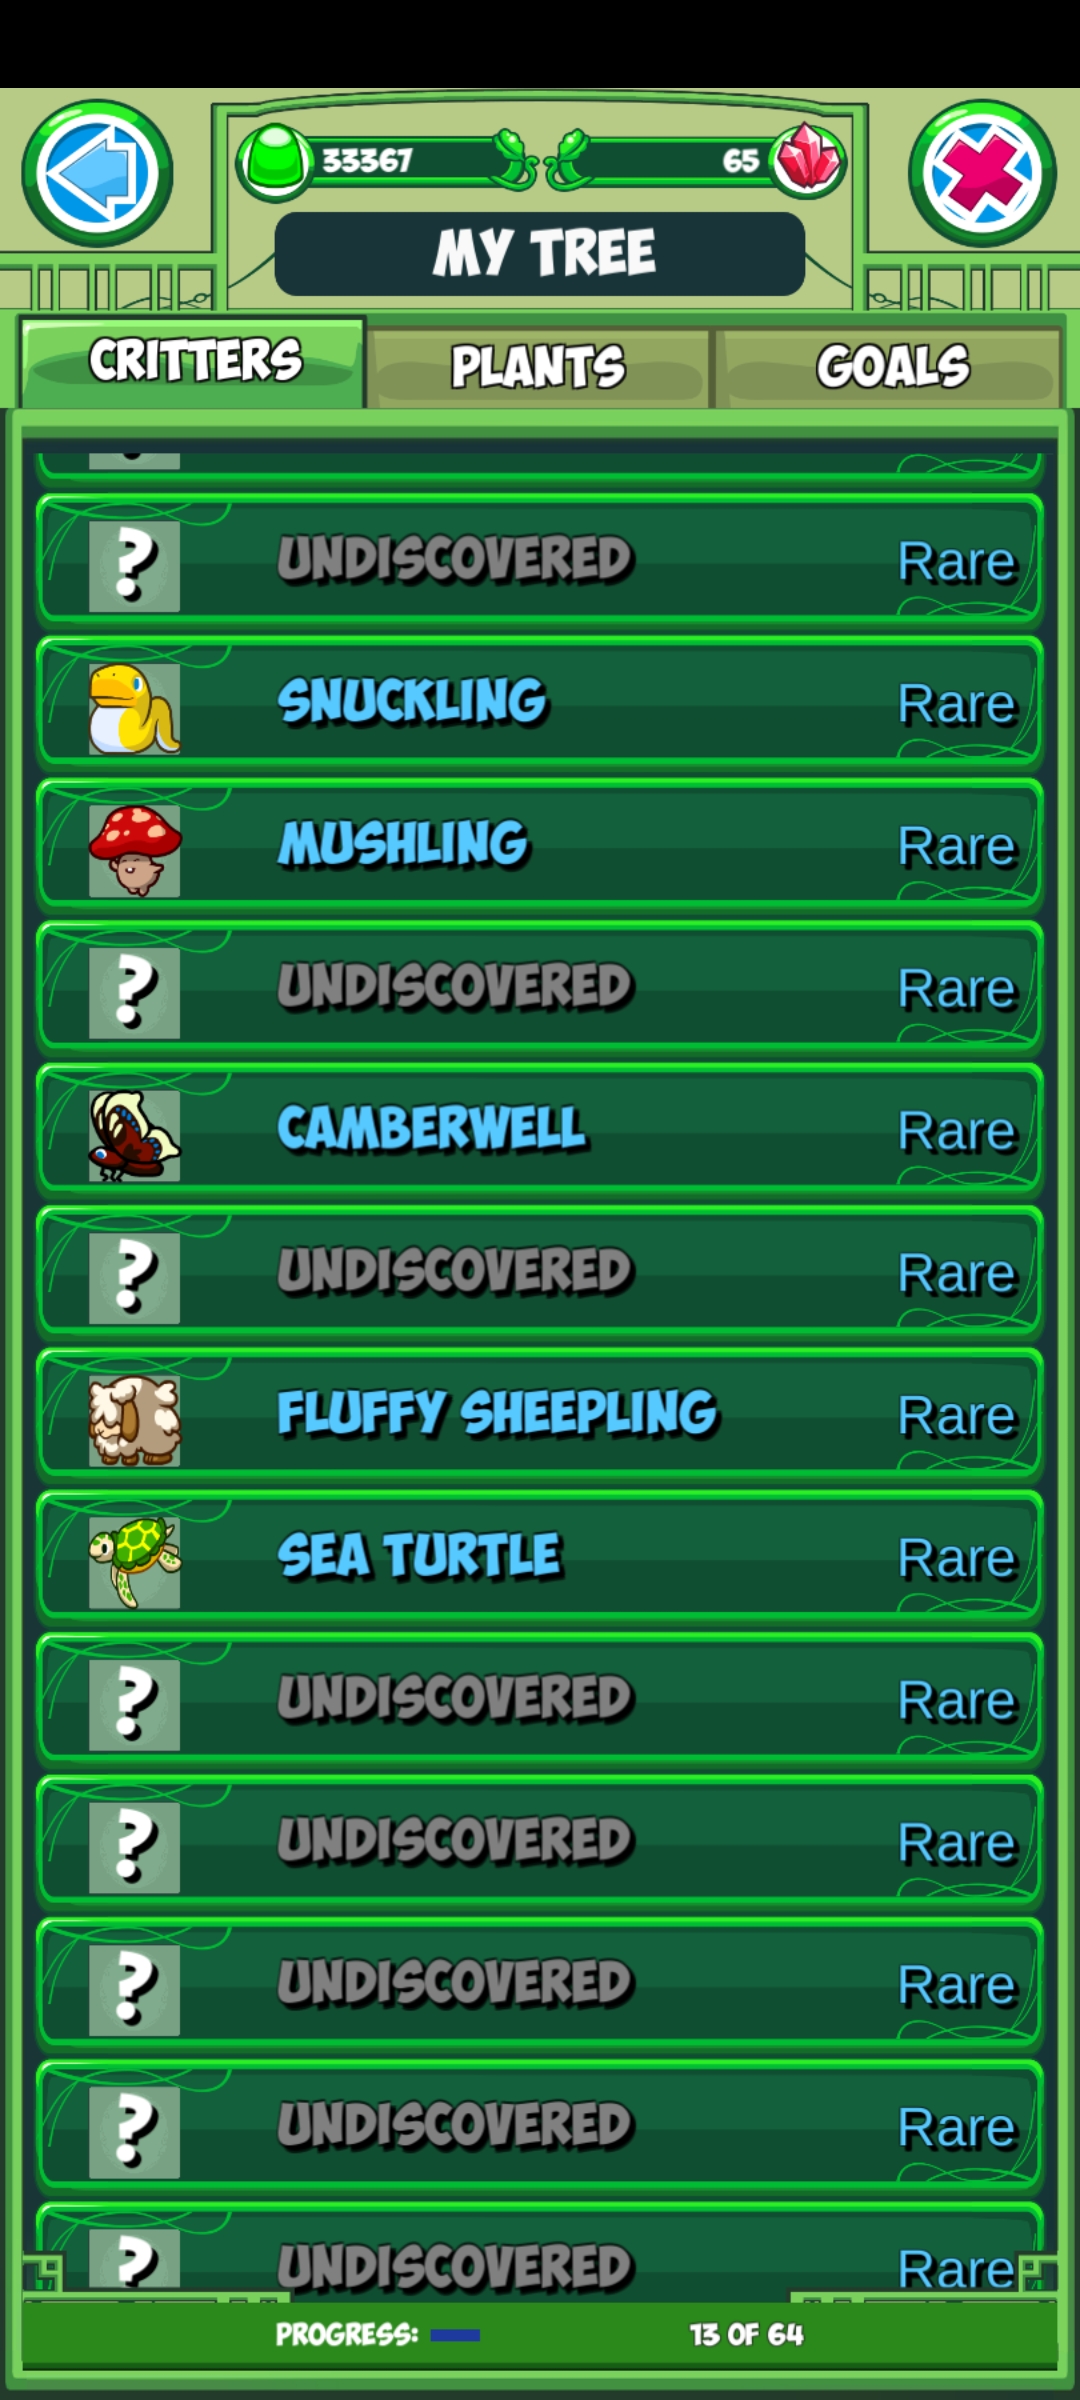 33367
65
MY TREE
CRITTERS
PLANTS
GOALS
? UNDISCOVERED Rare
SNUCKLING Rare
MUSHLING Rare
? UNDISCOVERED Rare
CAMBERWELL Rare
? UNDISCOVERED Rare
FLUFFY SHEEPLING Rare
SEA TURTLE Rare
? UNDISCOVERED Rare
? UNDISCOVERED Rare
? UNDISCOVERED Rare
? UNDISCOVERED Rare
? UNDISCOVERED Rare
PROGRESS: 13 OF 64